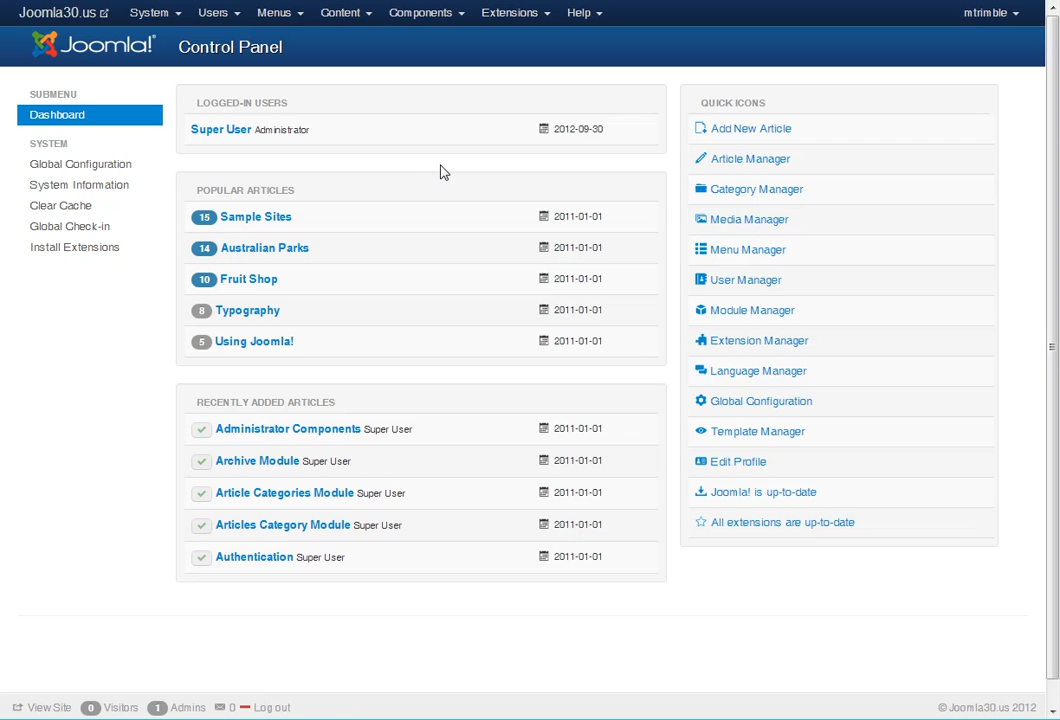 Joomla30.us System Users Menus Content Components Extensions Help mtrimble
Joomla!® Control Panel
SUBMENU
Dashboard
SYSTEM
Global Configuration
System Information
Clear Cache
Global Check-in
Install Extensions
LOGGED-IN USERS
Super User Administrator 2012-09-30
POPULAR ARTICLES
15 Sample Sites 2011-01-01
14 Australian Parks 2011-01-01
10 Fruit Shop 2011-01-01
8 Typography 2011-01-01
5 Using Joomla! 2011-01-01
RECENTLY ADDED ARTICLES
Administrator Components Super User 2011-01-01
Archive Module Super User 2011-01-01
Article Categories Module Super User 2011-01-01
Articles Category Module Super User 2011-01-01
Authentication Super User 2011-01-01
QUICK ICONS
Add New Article
Article Manager
Category Manager
Media Manager
Menu Manager
User Manager
Module Manager
Extension Manager
Language Manager
Global Configuration
Template Manager
Edit Profile
Joomla! is up-to-date
All extensions are up-to-date
View Site 0 Visitors 1 Admins 0 Log out © Joomla30.us 2012